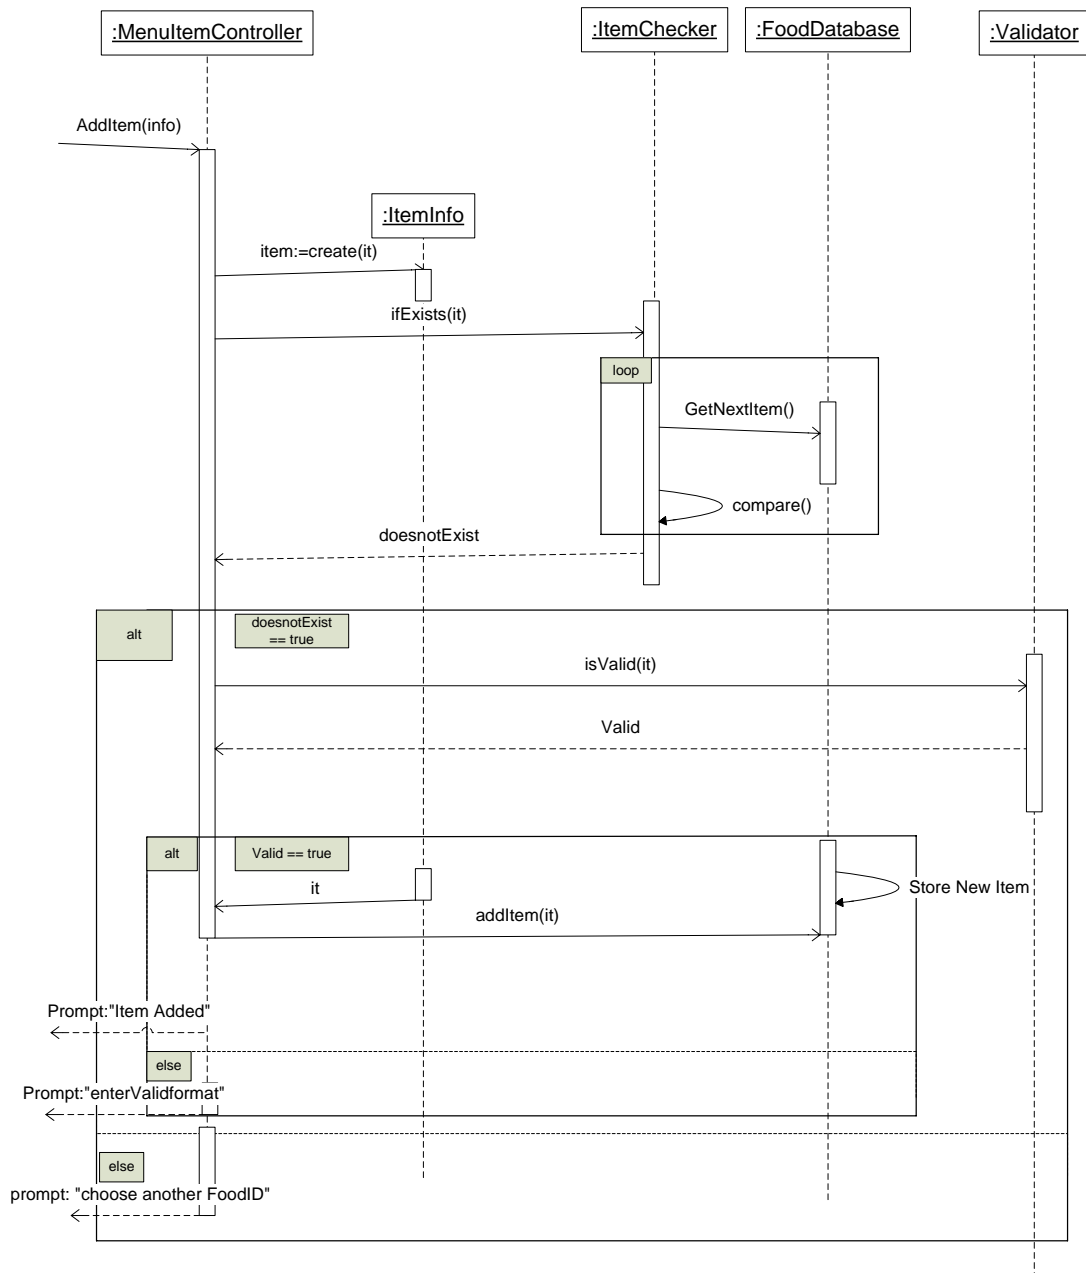 :MenuItemController
:ItemChecker
:FoodDatabase
:Validator
AddItem(info)
:ItemInfo
item:=create(it)
ifExists(it)
loop
GetNextItem()
compare()
doesnotExist
alt
doesnotExist
== true
isValid(it)
Valid
alt
Valid == true
it
Store New Item
addItem(it)
Prompt:"Item Added"
else
Prompt:"enterValidformat"
else
prompt: "choose another FoodID"